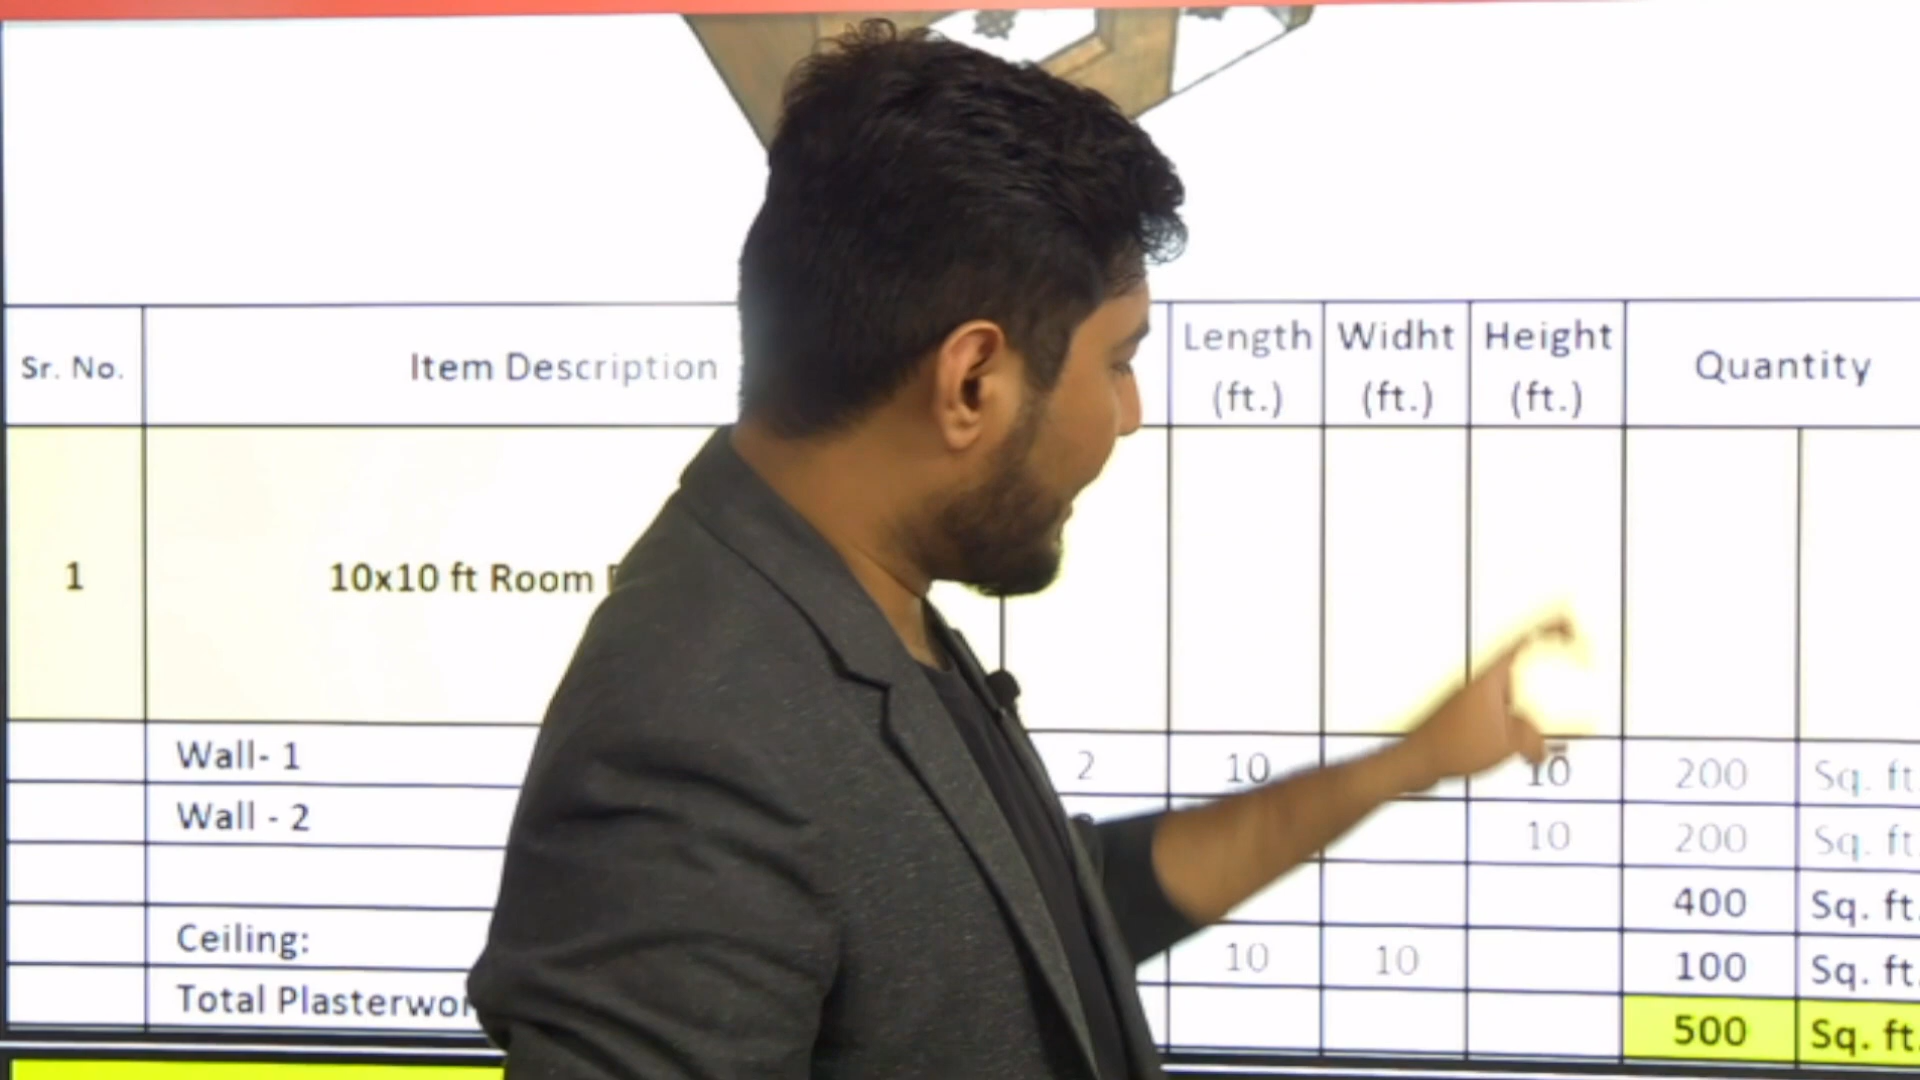 Sr. No. Item Description Length (ft.) Widht (ft.) Height (ft.) Quantity
1 10x10 ft Room
Wall- 1 2 10 10 200 Sq. ft
Wall - 2 10 200 Sq. ft
400 Sq. ft.
Ceiling: 10 10 100 Sq. ft.
Total 500 Sq. ft.